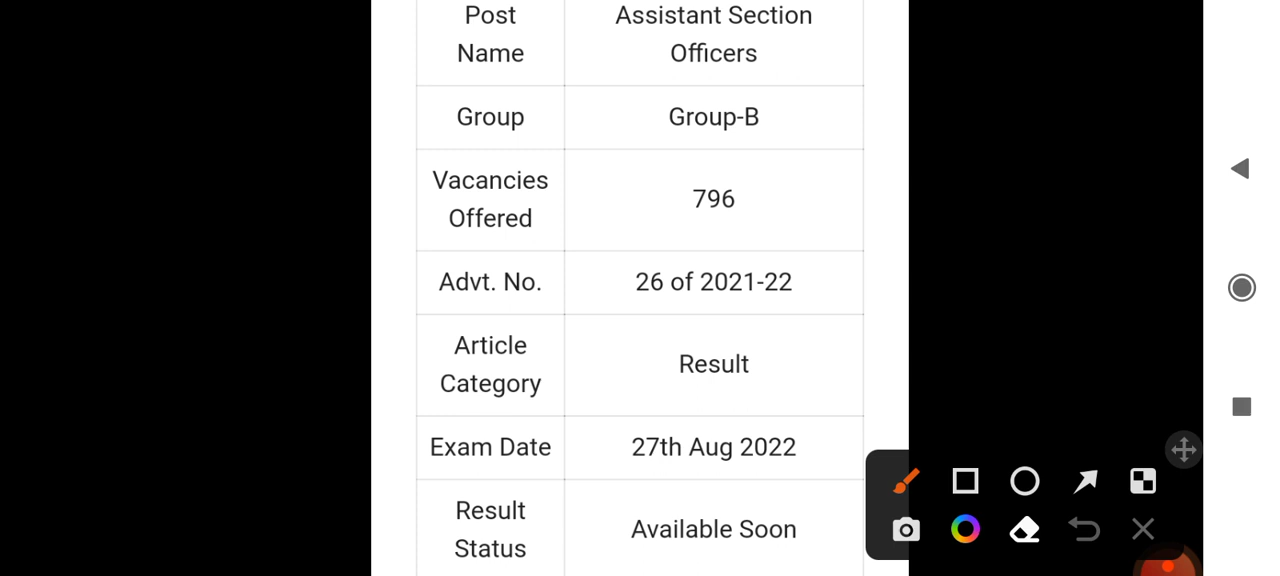 Post
Name
Assistant Section
Officers
Group
Group-B
Vacancies
Offered
796
Advt. No.
26 of 2021-22
Article
Category
Result
Exam Date
27th Aug 2022
Result
Status
Available Soon